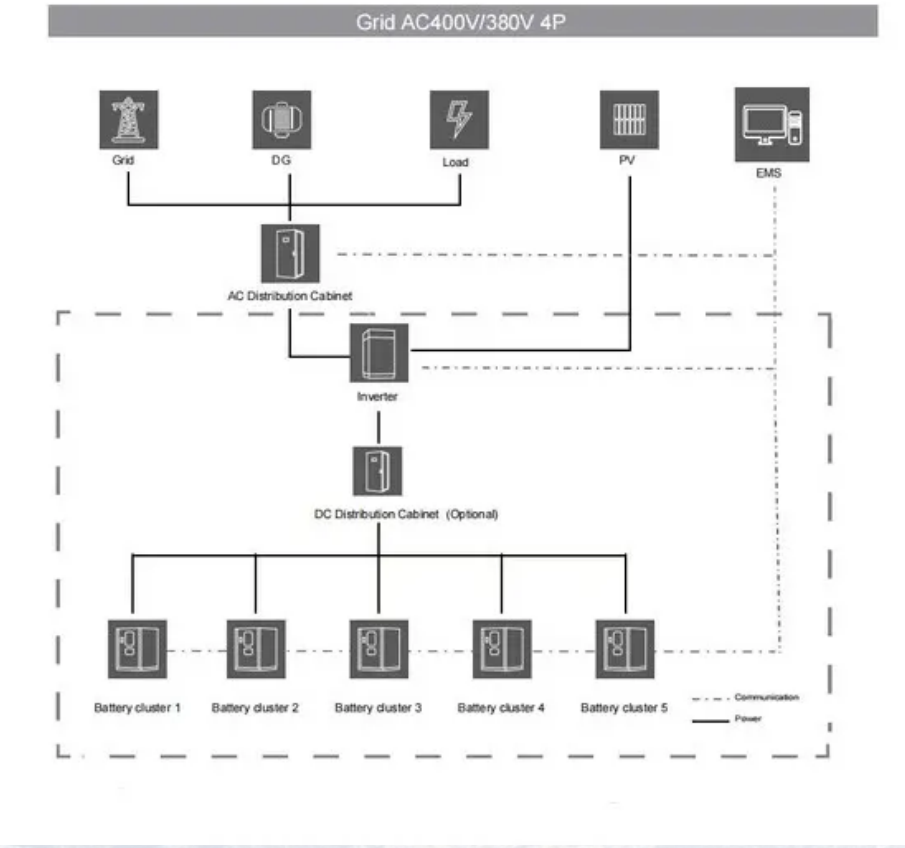 Grid AC400V/380V 4P
Grid
DG
Load
PV
EMS
AC Distribution Cabinet
Inverter
DC Distribution Cabinet (Optional)
Battery cluster 1
Battery cluster 2
Battery cluster 3
Battery cluster 4
Battery cluster 5
Communication
Power